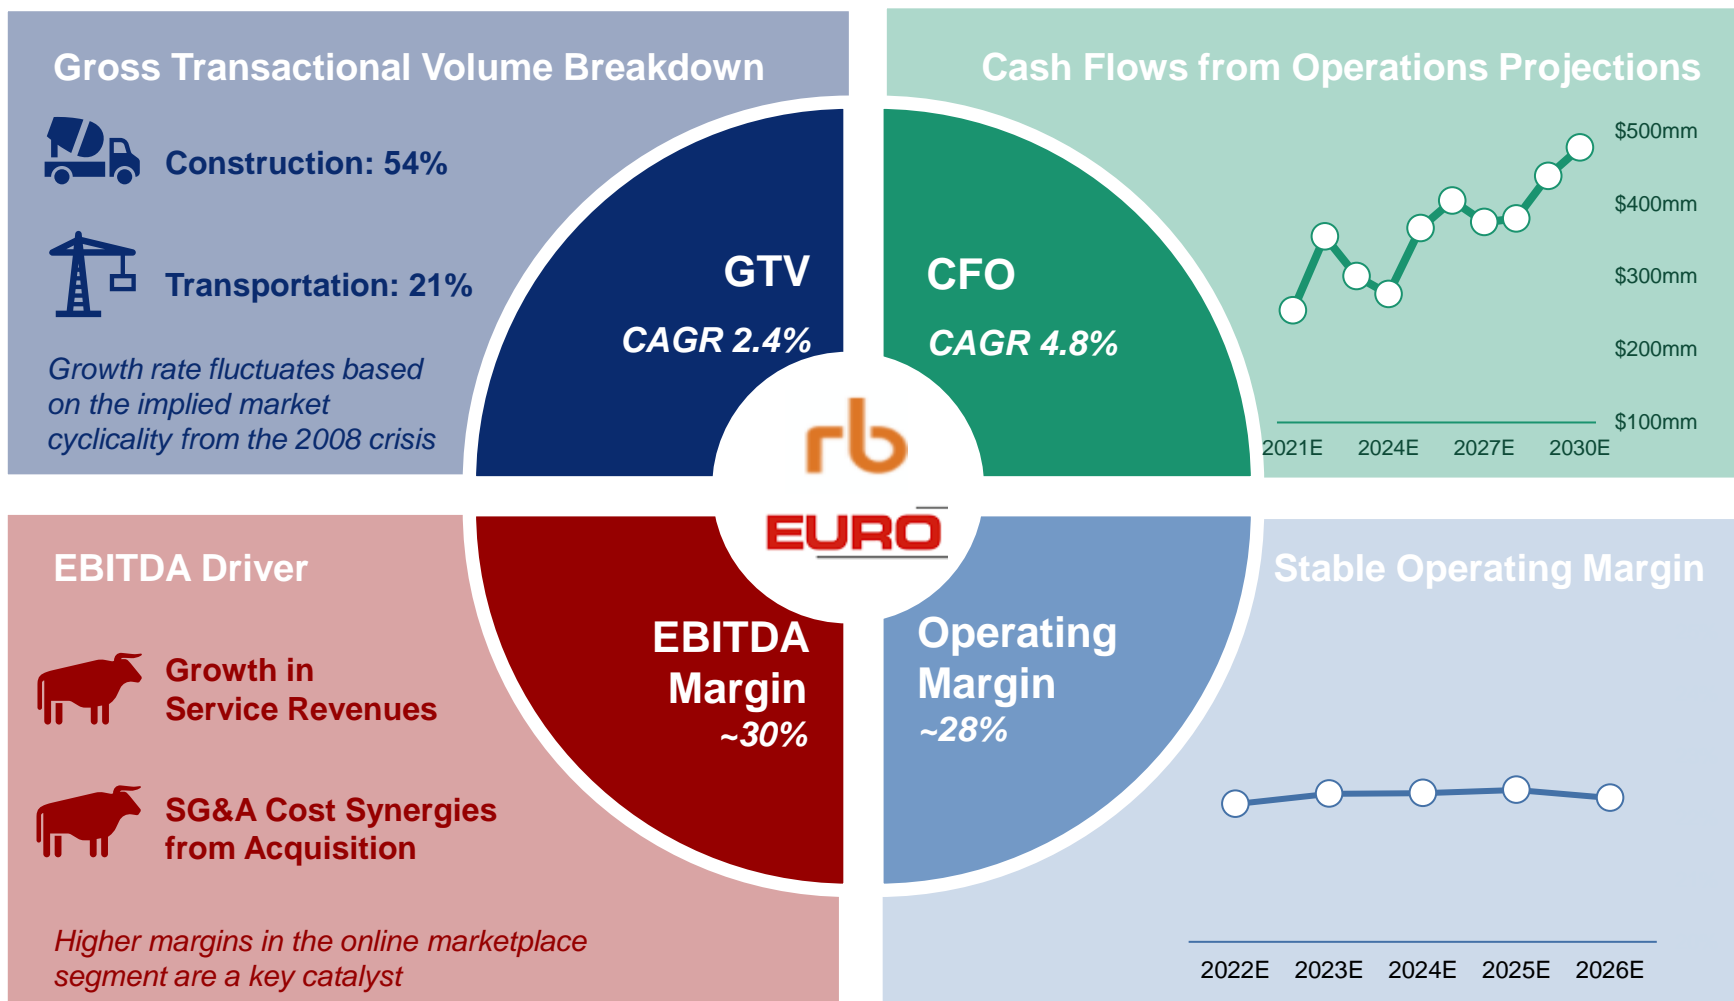 Gross Transactional Volume Breakdown
Construction: 54%
Transportation: 21%
Growth rate fluctuates based
on the implied market
cyclicality from the 2008 crisis
GTV
CAGR 2.4%
Cash Flows from Operations Projections
CFO
CAGR 4.8%
$500mm
$400mm
$300mm
$200mm
$100mm
2021E 2024E 2027E 2030E
rb
EURO
EBITDA Driver
Growth in
Service Revenues
SG&A Cost Synergies
from Acquisition
Higher margins in the online marketplace
segment are a key catalyst
EBITDA
Margin
~30%
Stable Operating Margin
Operating
Margin
~28%
2022E 2023E 2024E 2025E 2026E